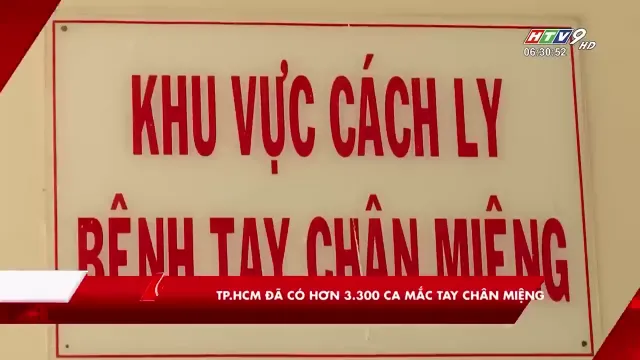 HTV9 HD
06:30:52
KHU VỰC CÁCH LY
BỆNH TAY CHÂN MIỆNG
TP.HCM ĐÃ CÓ HƠN 3.300 CA MẮC TAY CHÂN MIỆNG